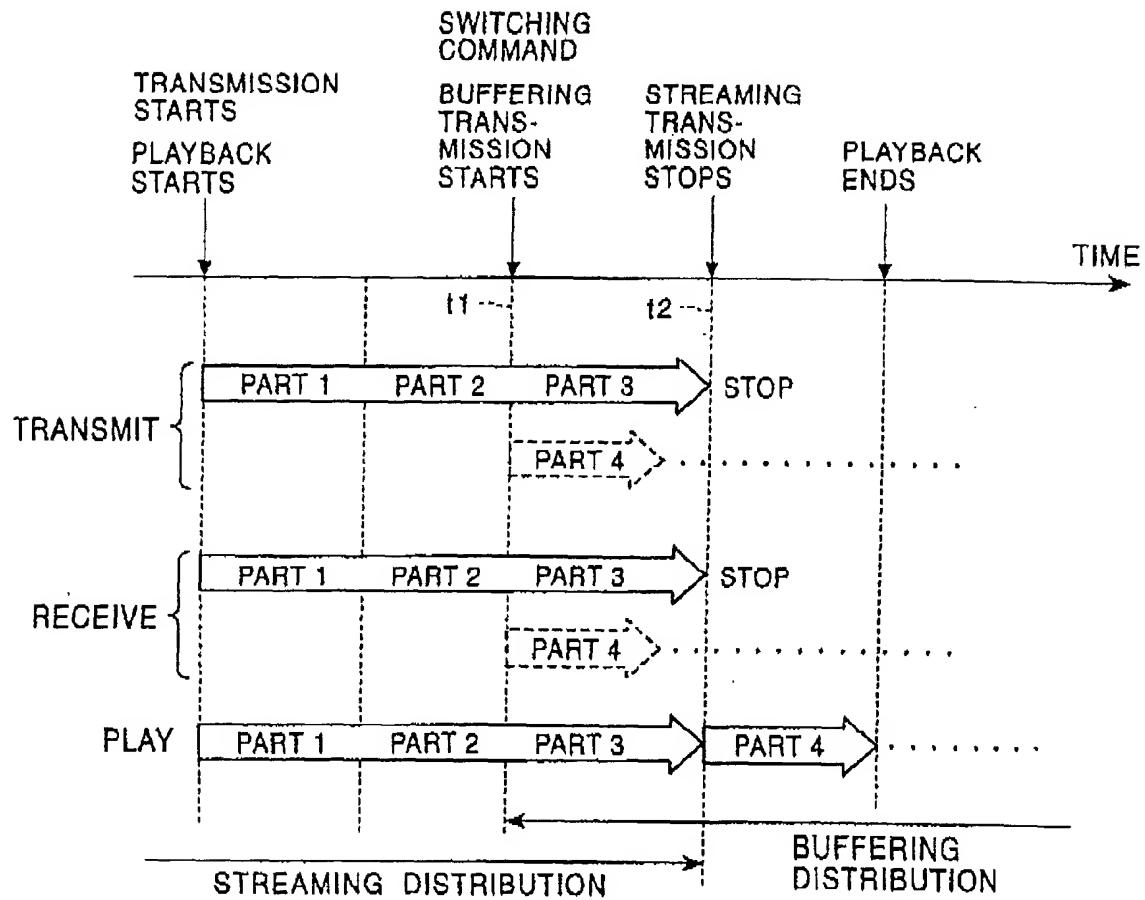 SWITCHING
COMMAND
TRANSMISSION
STARTS
PLAYBACK
STARTS
BUFFERING
TRANS-
MISSION
STARTS
STREAMING
TRANS-
MISSION
STOPS
PLAYBACK
ENDS
TIME
t1
t2
TRANSMIT
PART 1
PART 2
PART 3
STOP
PART 4
RECEIVE
PART 1
PART 2
PART 3
STOP
PART 4
PLAY
PART 1
PART 2
PART 3
PART 4
STREAMING DISTRIBUTION
BUFFERING
DISTRIBUTION